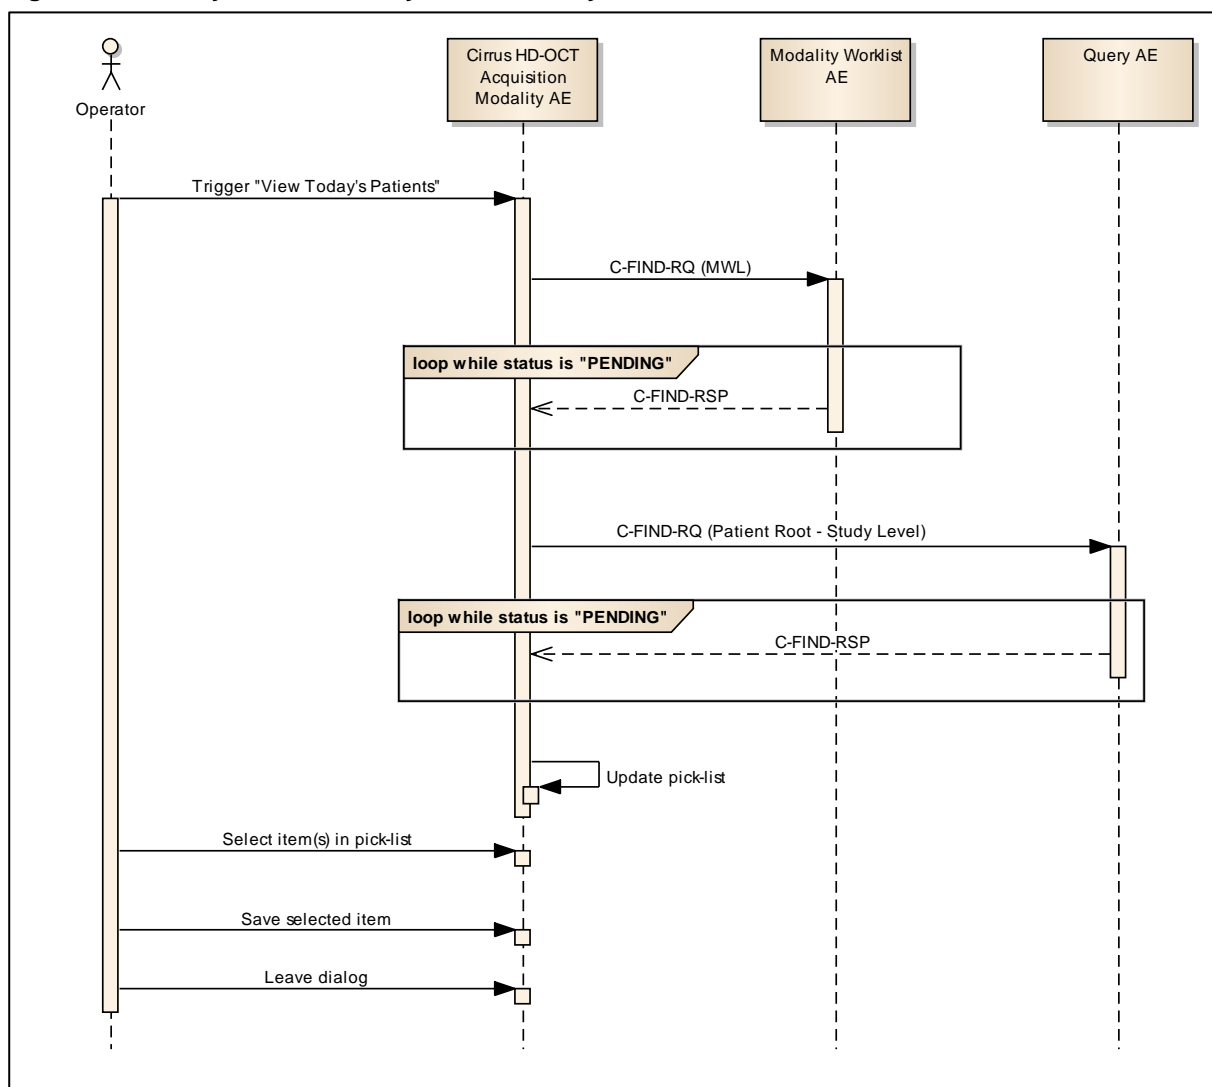 Operator
Cirrus HD-OCT
Acquisition
Modality AE
Modality Worklist
AE
Query AE
Trigger "View Today's Patients"
C-FIND-RQ (MWL)
loop while status is "PENDING"
C-FIND-RSP
C-FIND-RQ (Patient Root - Study Level)
loop while status is "PENDING"
C-FIND-RSP
Update pick-list
Select item(s) in pick-list
Save selected item
Leave dialog